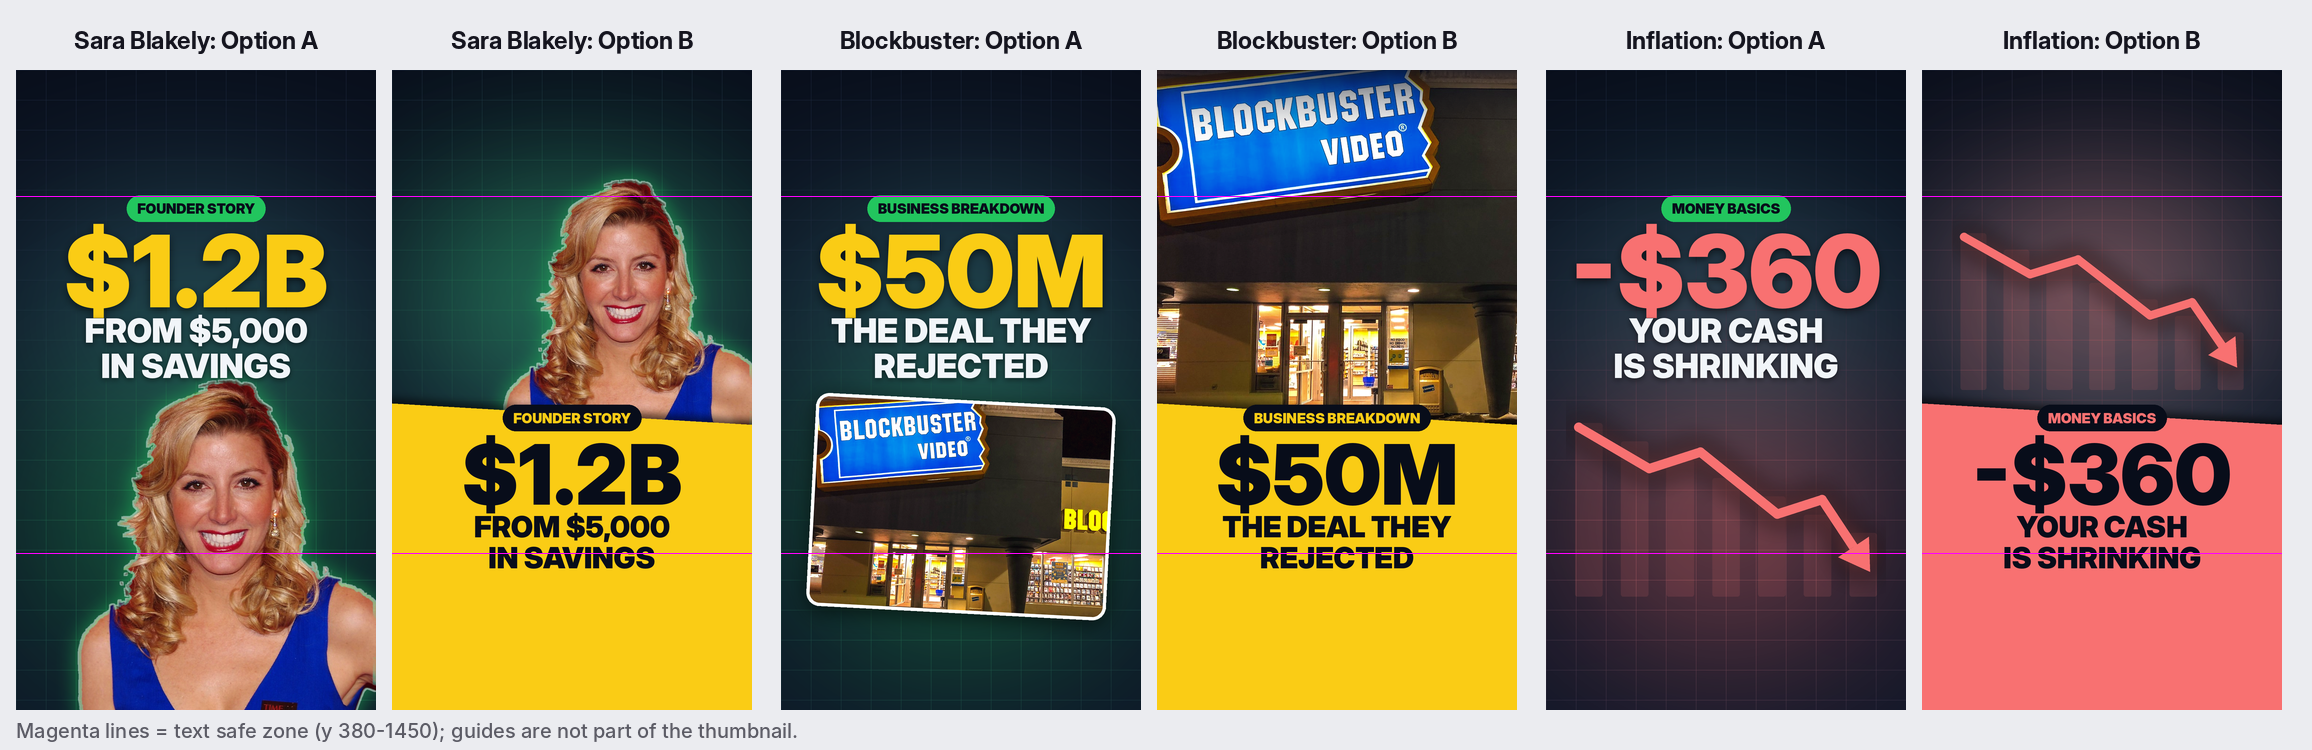 Sara Blakely: Option A
FOUNDER STORY
$1.2B
FROM $5,000
IN SAVINGS
Sara Blakely: Option B
FOUNDER STORY
$1.2B
FROM $5,000
IN SAVINGS
Blockbuster: Option A
BUSINESS BREAKDOWN
$50M
THE DEAL THEY
REJECTED
BLOCKBUSTER
VIDEO®
BLOC
Blockbuster: Option B
BLOCKBUSTER
VIDEO®
BUSINESS BREAKDOWN
$50M
THE DEAL THEY
REJECTED
Inflation: Option A
MONEY BASICS
-$360
YOUR CASH
IS SHRINKING
Inflation: Option B
MONEY BASICS
-$360
YOUR CASH
IS SHRINKING
Magenta lines = text safe zone (y 380-1450); guides are not part of the thumbnail.